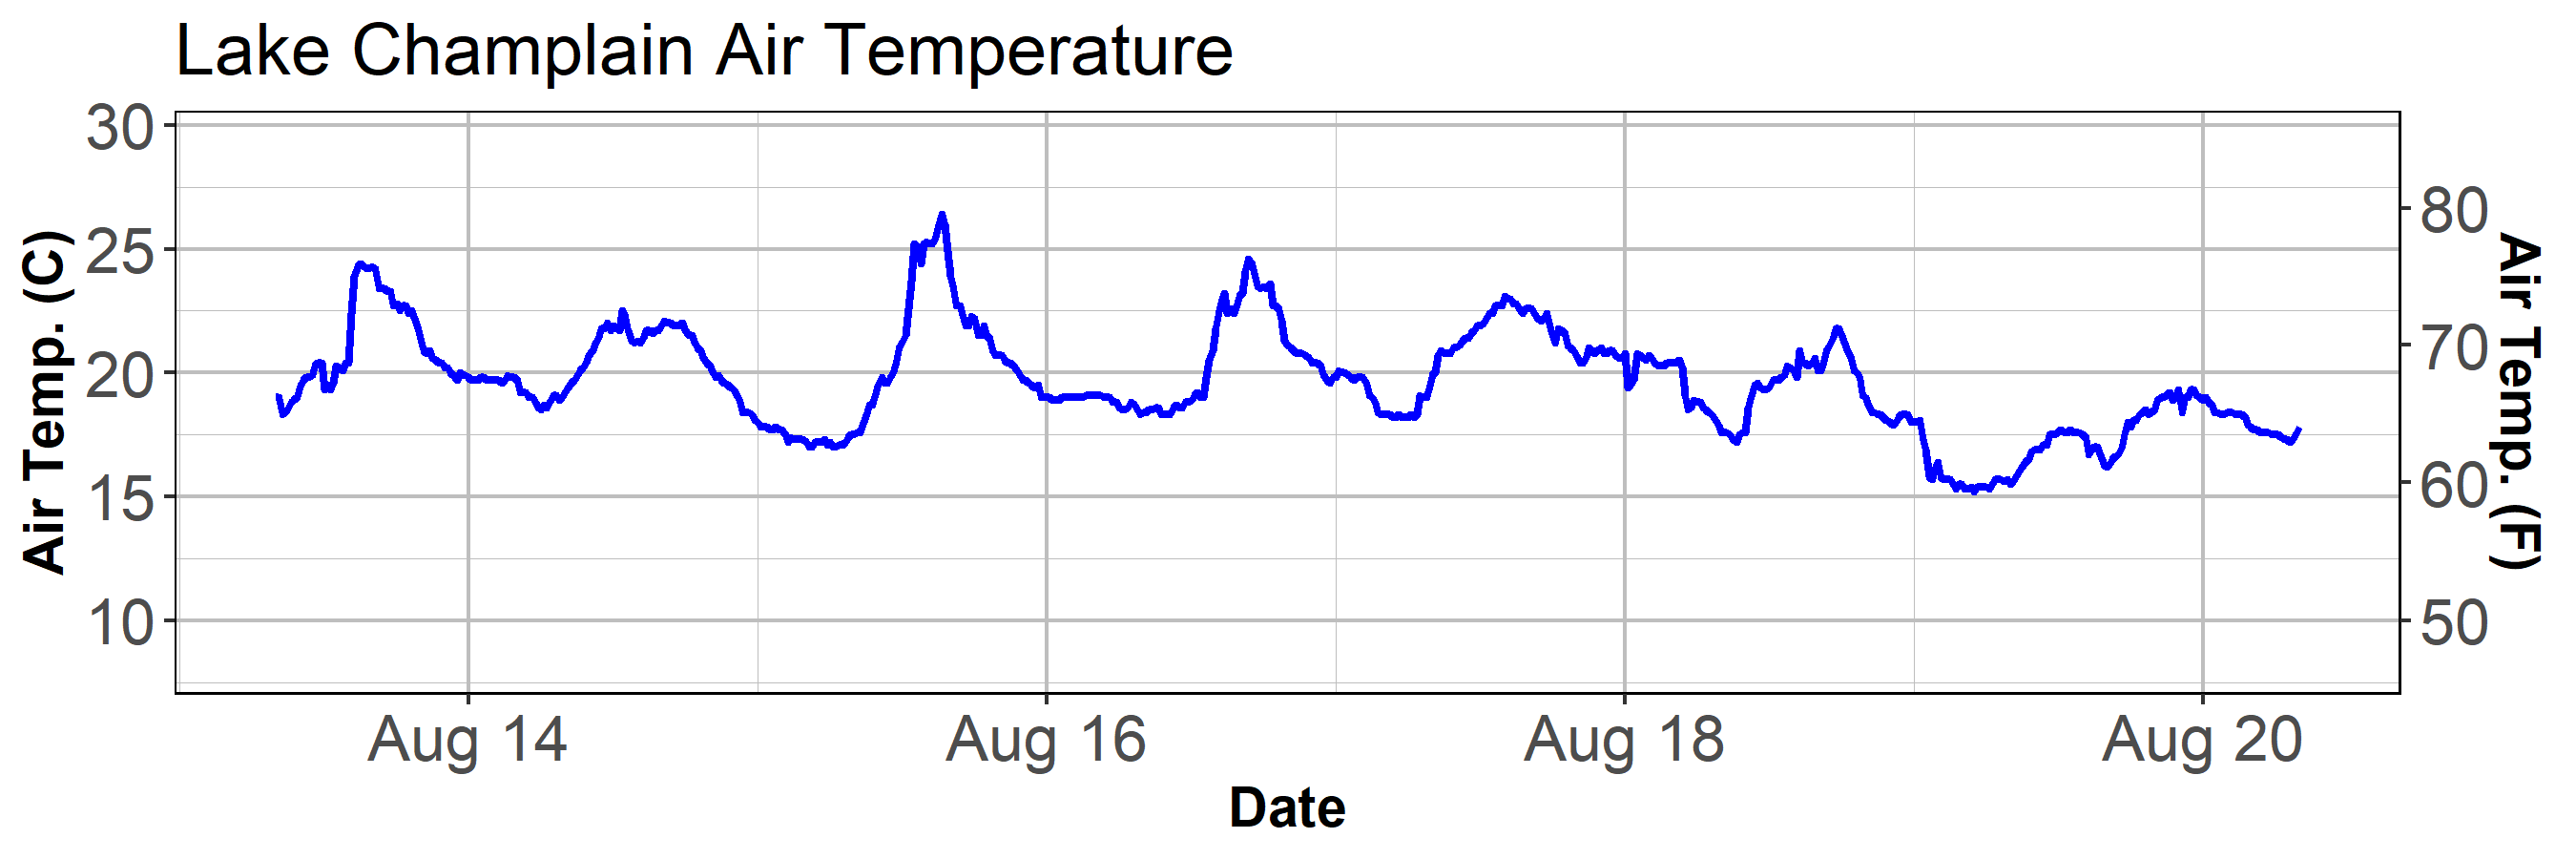 Lake Champlain Air Temperature
30
25
20
15
10
Air Temp. (C)
80
70
60
50
Air Temp. (F)
Aug 14
Aug 16
Aug 18
Aug 20
Date